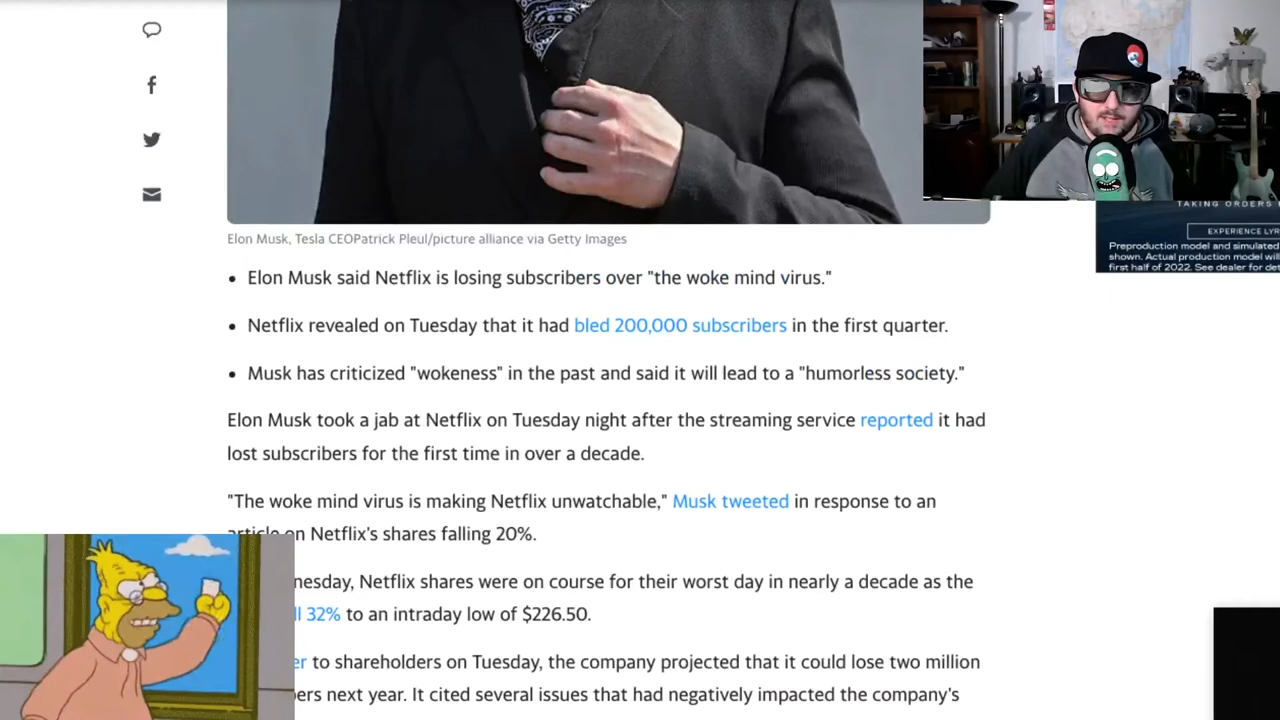 Elon Musk, Tesla CEOPatrick Pleul/picture alliance via Getty Images
• Elon Musk said Netflix is losing subscribers over "the woke mind virus."
• Netflix revealed on Tuesday that it had bled 200,000 subscribers in the first quarter.
• Musk has criticized "wokeness" in the past and said it will lead to a "humorless society."
Elon Musk took a jab at Netflix on Tuesday night after the streaming service reported it had
lost subscribers for the first time in over a decade.
"The woke mind virus is making Netflix unwatchable," Musk tweeted in response to an
article on Netflix's shares falling 20%.
nesday, Netflix shares were on course for their worst day in nearly a decade as the
ll 32% to an intraday low of $226.50.
er to shareholders on Tuesday, the company projected that it could lose two million
ers next year. It cited several issues that had negatively impacted the company's
TAKING ORDERS
EXPERIENCE LYR
Preproduction model and simulated
shown. Actual production model will
first half of 2022. See dealer for det